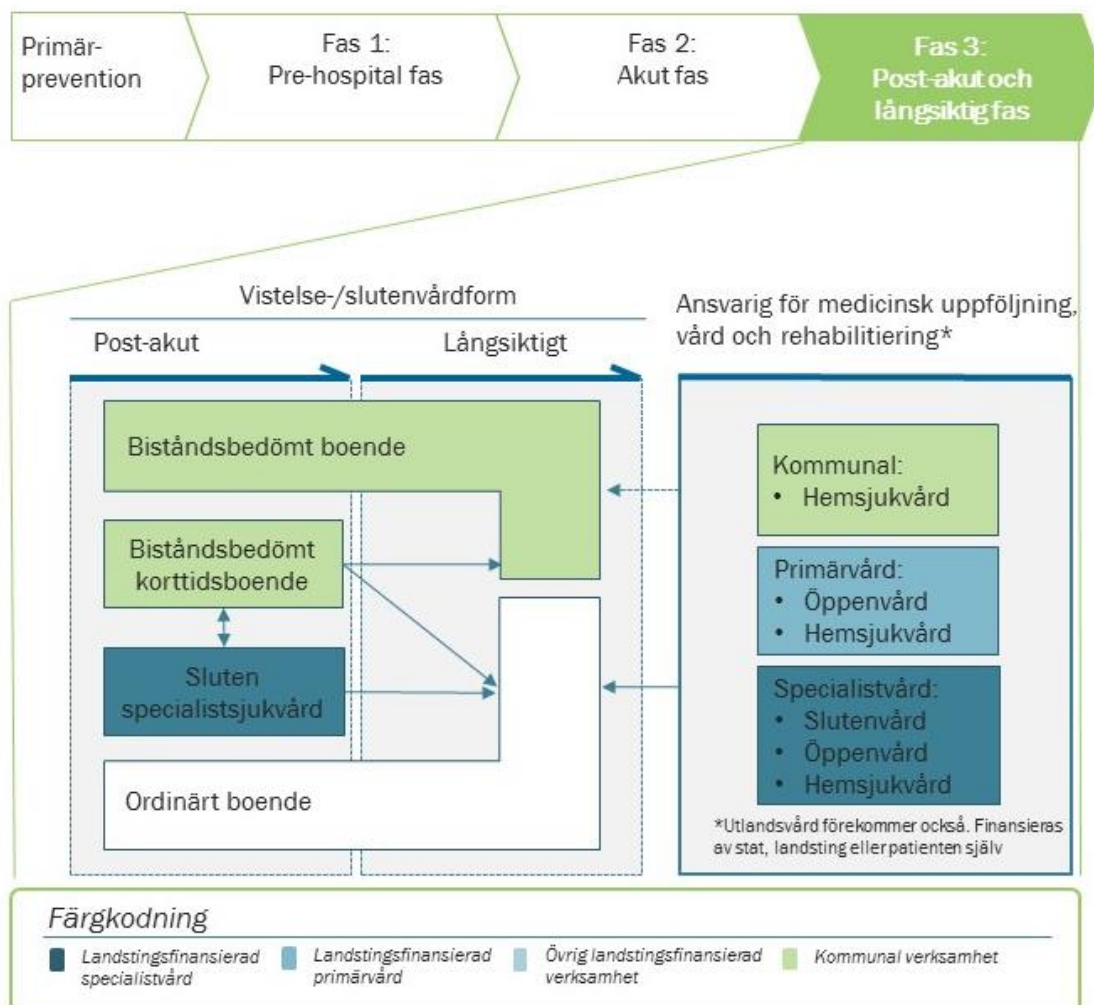 Primär-
prevention
Fas 1:
Pre-hospital fas
Fas 2:
Akut fas
Fas 3:
Post-akut och
långsiktig fas
Vistelse-/slutenvårdform
Post-akut
Långsiktigt
Ansvarig för medicinsk uppföljning,
vård och rehabilitiering*
Biståndsbedömt boende
Biståndsbedömt
korttidsboende
Sluten
specialistsjukvård
Ordinärt boende
Kommunal:
• Hemsjukvård
Primärvård:
• Öppenvård
• Hemsjukvård
Specialistvård:
• Slutenvård
• Öppenvård
• Hemsjukvård
*Utlandsvård förekommer också. Finansieras
av stat, landsting eller patienten själv
Färgkodning
Landstingsfinansierad
specialistvård
Landstingsfinansierad
primärvård
Övrig landstingsfinansierad
verksamhet
Kommunal verksamhet